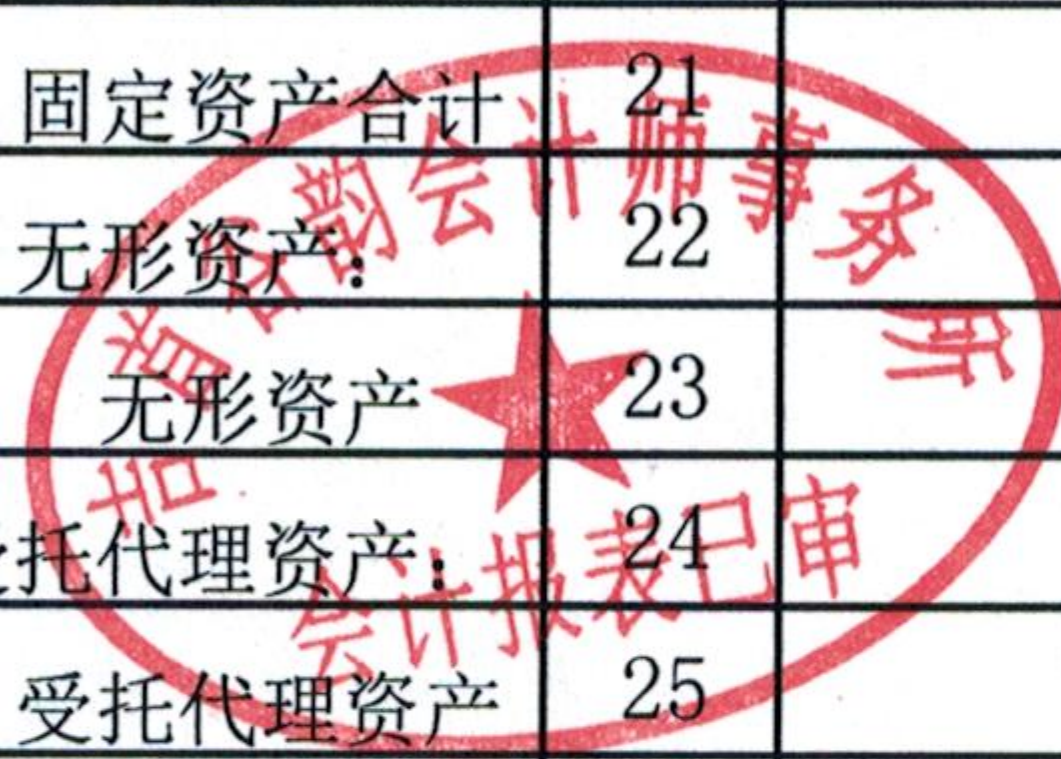 固定资产合计 21
无形资产： 22
无形资产 23
托代理资产： 24
受托代理资产 25
会计师事务所
会计报表已审